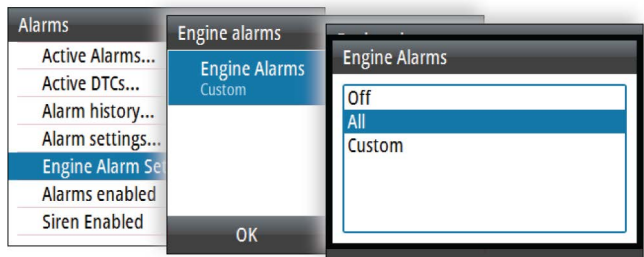 Alarms
Active Alarms...
Active DTCs...
Alarm history...
Alarm settings...
Engine Alarm Set
Alarms enabled
Siren Enabled
Engine alarms
Engine Alarms
Custom
OK
Engine Alarms
Off
All
Custom